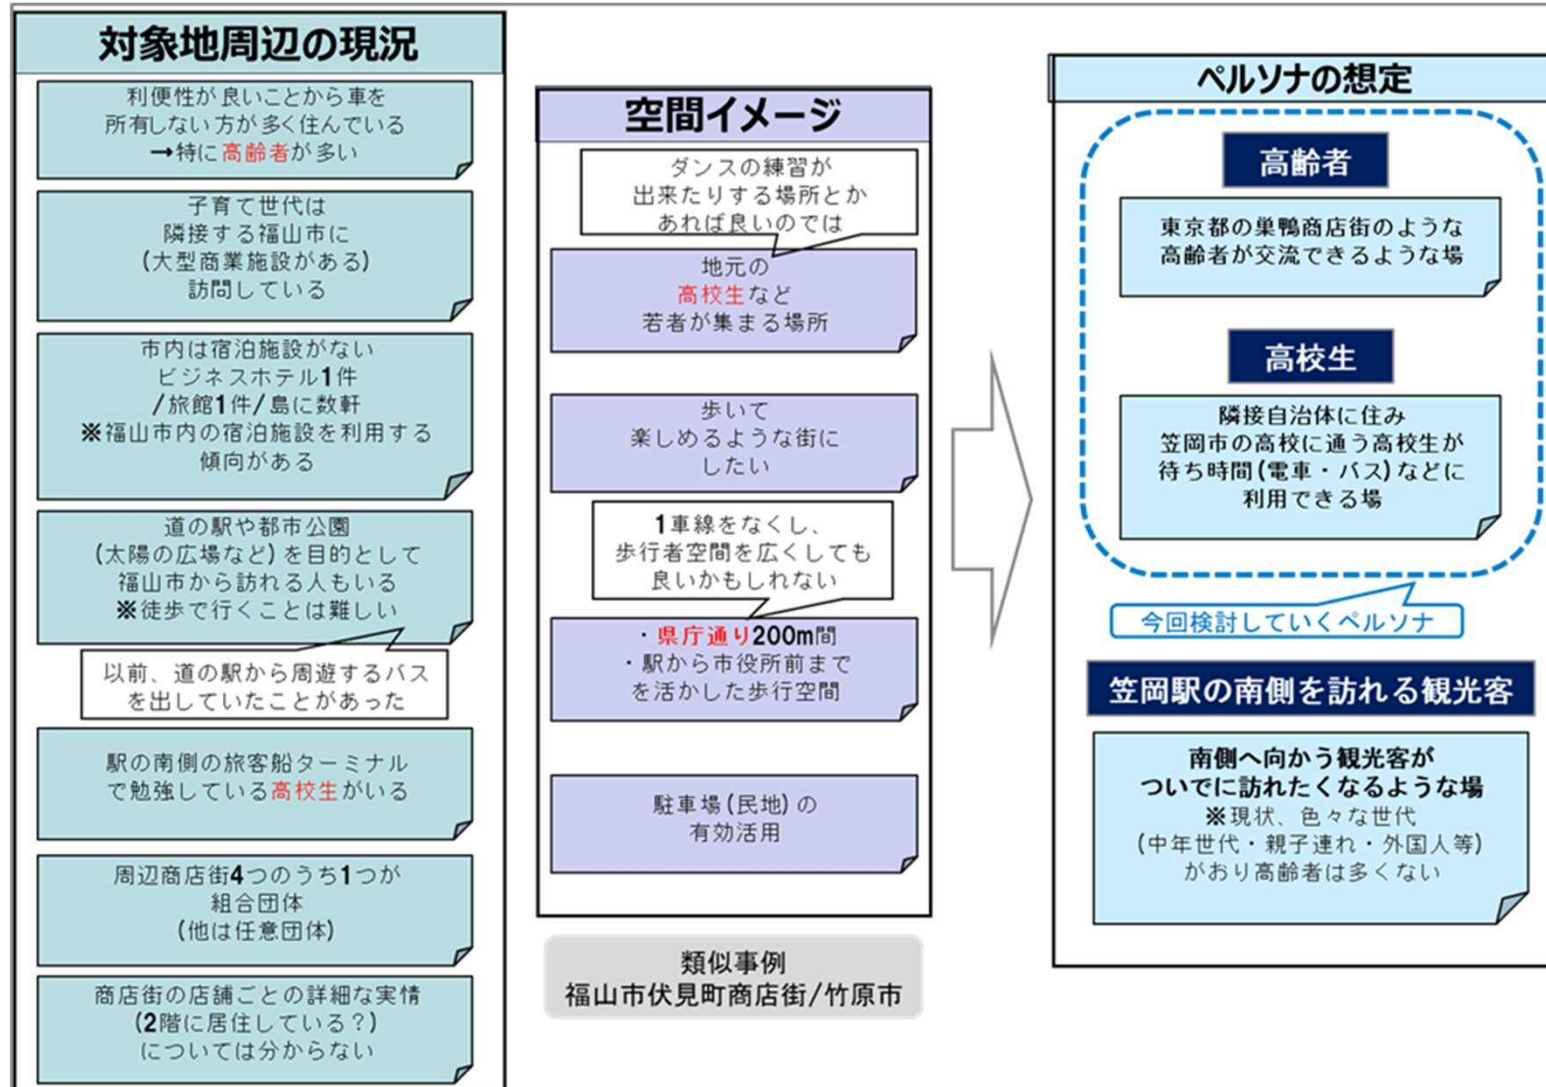 対象地周辺の現況
利便性が良いことから車を
所有しない方が多く住んでいる
→特に高齢者が多い
子育て世代は
隣接する福山市に
(大型商業施設がある)
訪問している
市内は宿泊施設がない
ビジネスホテル1件
/旅館1件/島に数軒
※福山市内の宿泊施設を利用する
傾向がある
道の駅や都市公園
(太陽の広場など)を目的として
福山市から訪れる人もいる
※徒歩で行くことは難しい
以前、道の駅から周遊するバス
を出していたことがあった
駅の南側の旅客船ターミナル
で勉強している高校生がいる
周辺商店街4つのうち1つが
組合団体
(他は任意団体)
商店街の店舗ごとの詳細な実情
(2階に居住している?)
については分からない
空間イメージ
ダンスの練習が
出来たりする場所とか
あれば良いのでは
地元の
高校生など
若者が集まる場所
歩いて
楽しめるような街に
したい
1車線をなくし、
歩行者空間を広くしても
良いかもしれない
・県庁通り200m間
・駅から市役所前まで
を活かした歩行空間
駐車場(民地)の
有効活用
類似事例
福山市伏見町商店街/竹原市
ペルソナの想定
高齢者
東京都の巣鴨商店街のような
高齢者が交流できるような場
高校生
隣接自治体に住み
笠岡市の高校に通う高校生が
待ち時間(電車・バス)などに
利用できる場
今回検討していくペルソナ
笠岡駅の南側を訪れる観光客
南側へ向かう観光客が
ついでに訪れたくなるような場
※現状、色々な世代
(中年世代・親子連れ・外国人等)
がおり高齢者は多くない